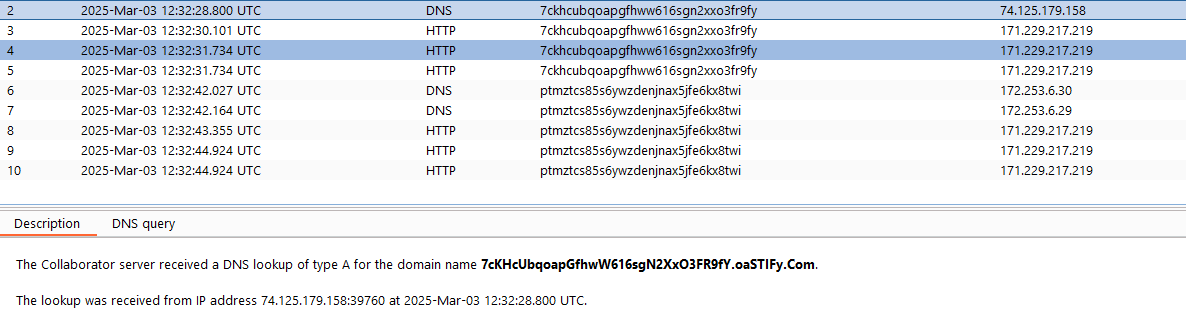 2 2025-Mar-03 12:32:28.800 UTC DNS 7ckhcubqoapgfhww616sgn2xxo3fr9fy 74.125.179.158
3 2025-Mar-03 12:32:30.101 UTC HTTP 7ckhcubqoapgfhww616sgn2xxo3fr9fy 171.229.217.219
4 2025-Mar-03 12:32:31.734 UTC HTTP 7ckhcubqoapgfhww616sgn2xxo3fr9fy 171.229.217.219
5 2025-Mar-03 12:32:31.734 UTC HTTP 7ckhcubqoapgfhww616sgn2xxo3fr9fy 171.229.217.219
6 2025-Mar-03 12:32:42.027 UTC DNS ptmztcs85s6ywzdenjnax5jfe6kx8twi 172.253.6.30
7 2025-Mar-03 12:32:42.164 UTC DNS ptmztcs85s6ywzdenjnax5jfe6kx8twi 172.253.6.29
8 2025-Mar-03 12:32:43.355 UTC HTTP ptmztcs85s6ywzdenjnax5jfe6kx8twi 171.229.217.219
9 2025-Mar-03 12:32:44.924 UTC HTTP ptmztcs85s6ywzdenjnax5jfe6kx8twi 171.229.217.219
10 2025-Mar-03 12:32:44.924 UTC HTTP ptmztcs85s6ywzdenjnax5jfe6kx8twi 171.229.217.219
Description DNS query
The Collaborator server received a DNS lookup of type A for the domain name 7cKHcUbqoapGfhwW616sgN2XxO3FR9fY.oaSTIFy.Com.
The lookup was received from IP address 74.125.179.158:39760 at 2025-Mar-03 12:32:28.800 UTC.